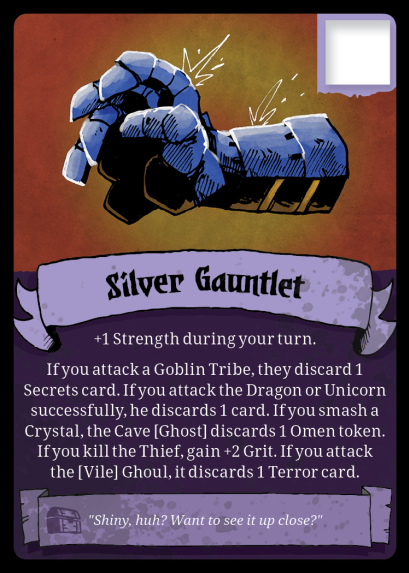 Silver Gauntlet
+1 Strength during your turn.
If you attack a Goblin Tribe, they discard 1
Secrets card. If you attack the Dragon or Unicorn
successfully, he discards 1 card. If you smash a
Crystal, the Cave [Ghost] discards 1 Omen token.
If you kill the Thief, gain +2 Grit. If you attack
the [Vile] Ghoul, it discards 1 Terror card.
"Shiny, huh? Want to see it up close?"